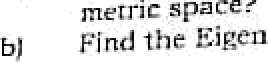 metric space?
b) Find the Eigen